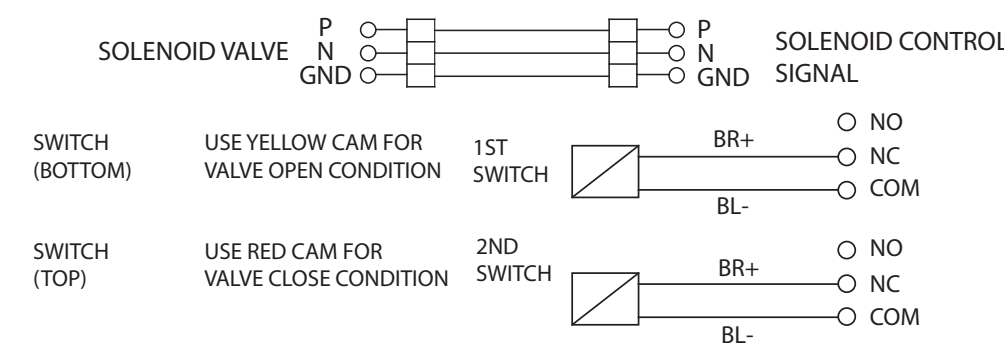 P
N
GND
SOLENOID VALVE
P
N
GND
SOLENOID CONTROL
SIGNAL
SWITCH
(BOTTOM)
USE YELLOW CAM FOR
VALVE OPEN CONDITION
1ST
SWITCH
BR+
BL-
NO
NC
COM
SWITCH
(TOP)
USE RED CAM FOR
VALVE CLOSE CONDITION
2ND
SWITCH
BR+
BL-
NO
NC
COM